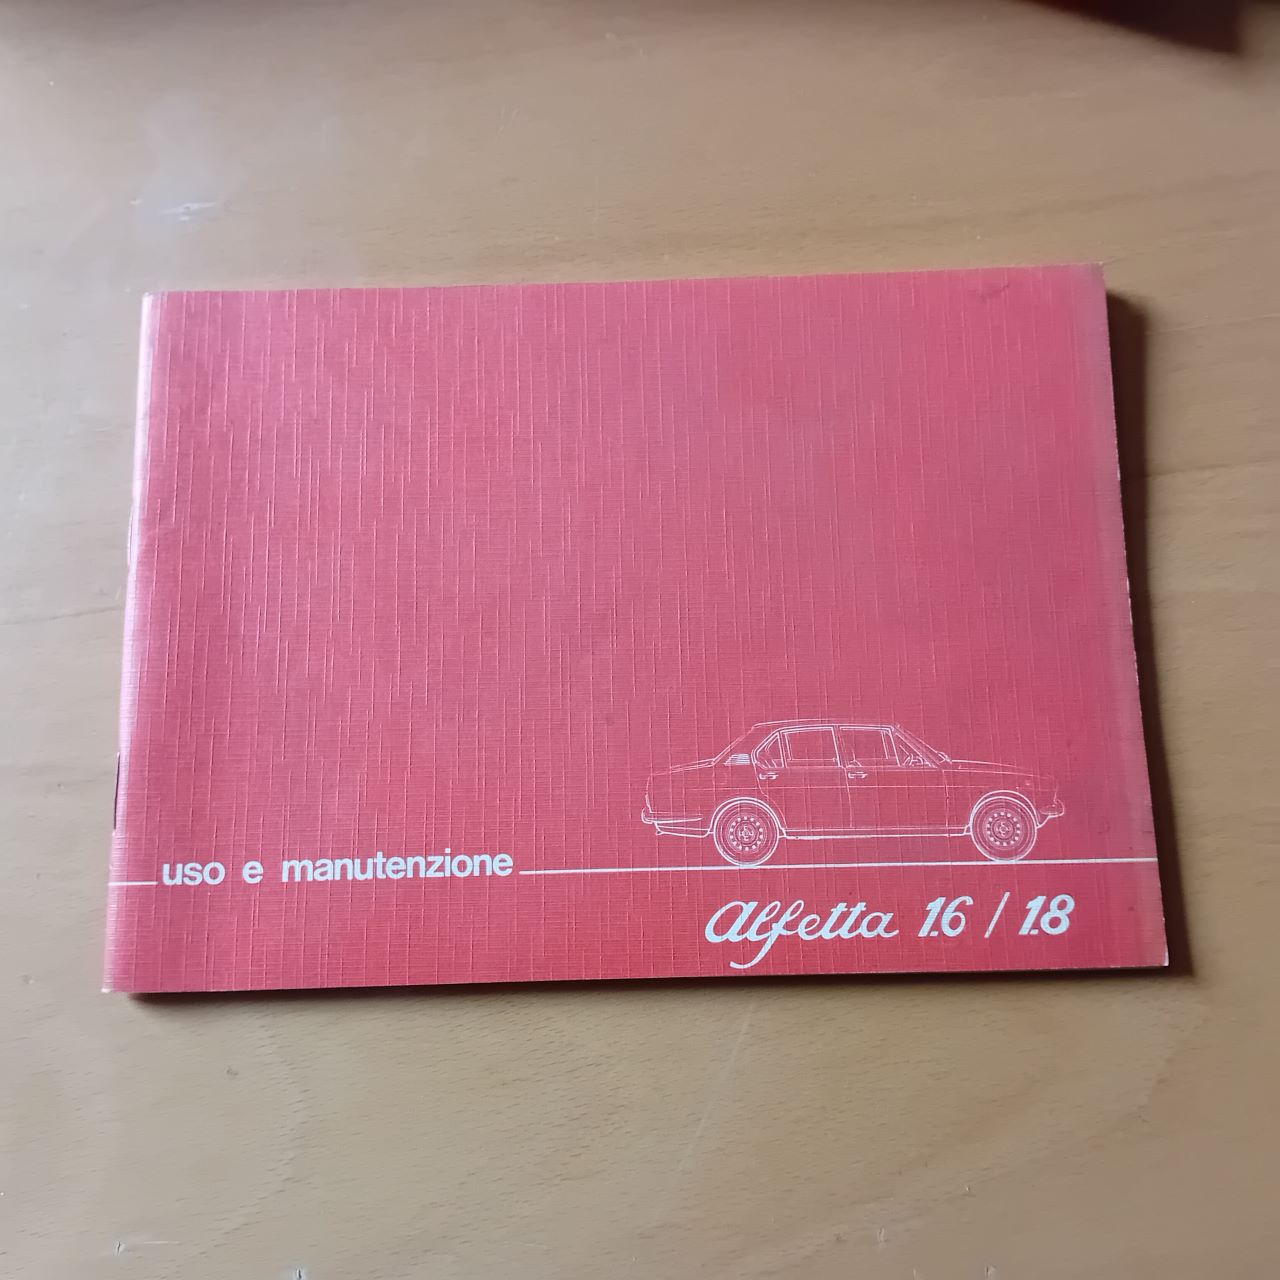 uso e manutenzione
alfetta 1.6 / 1.8